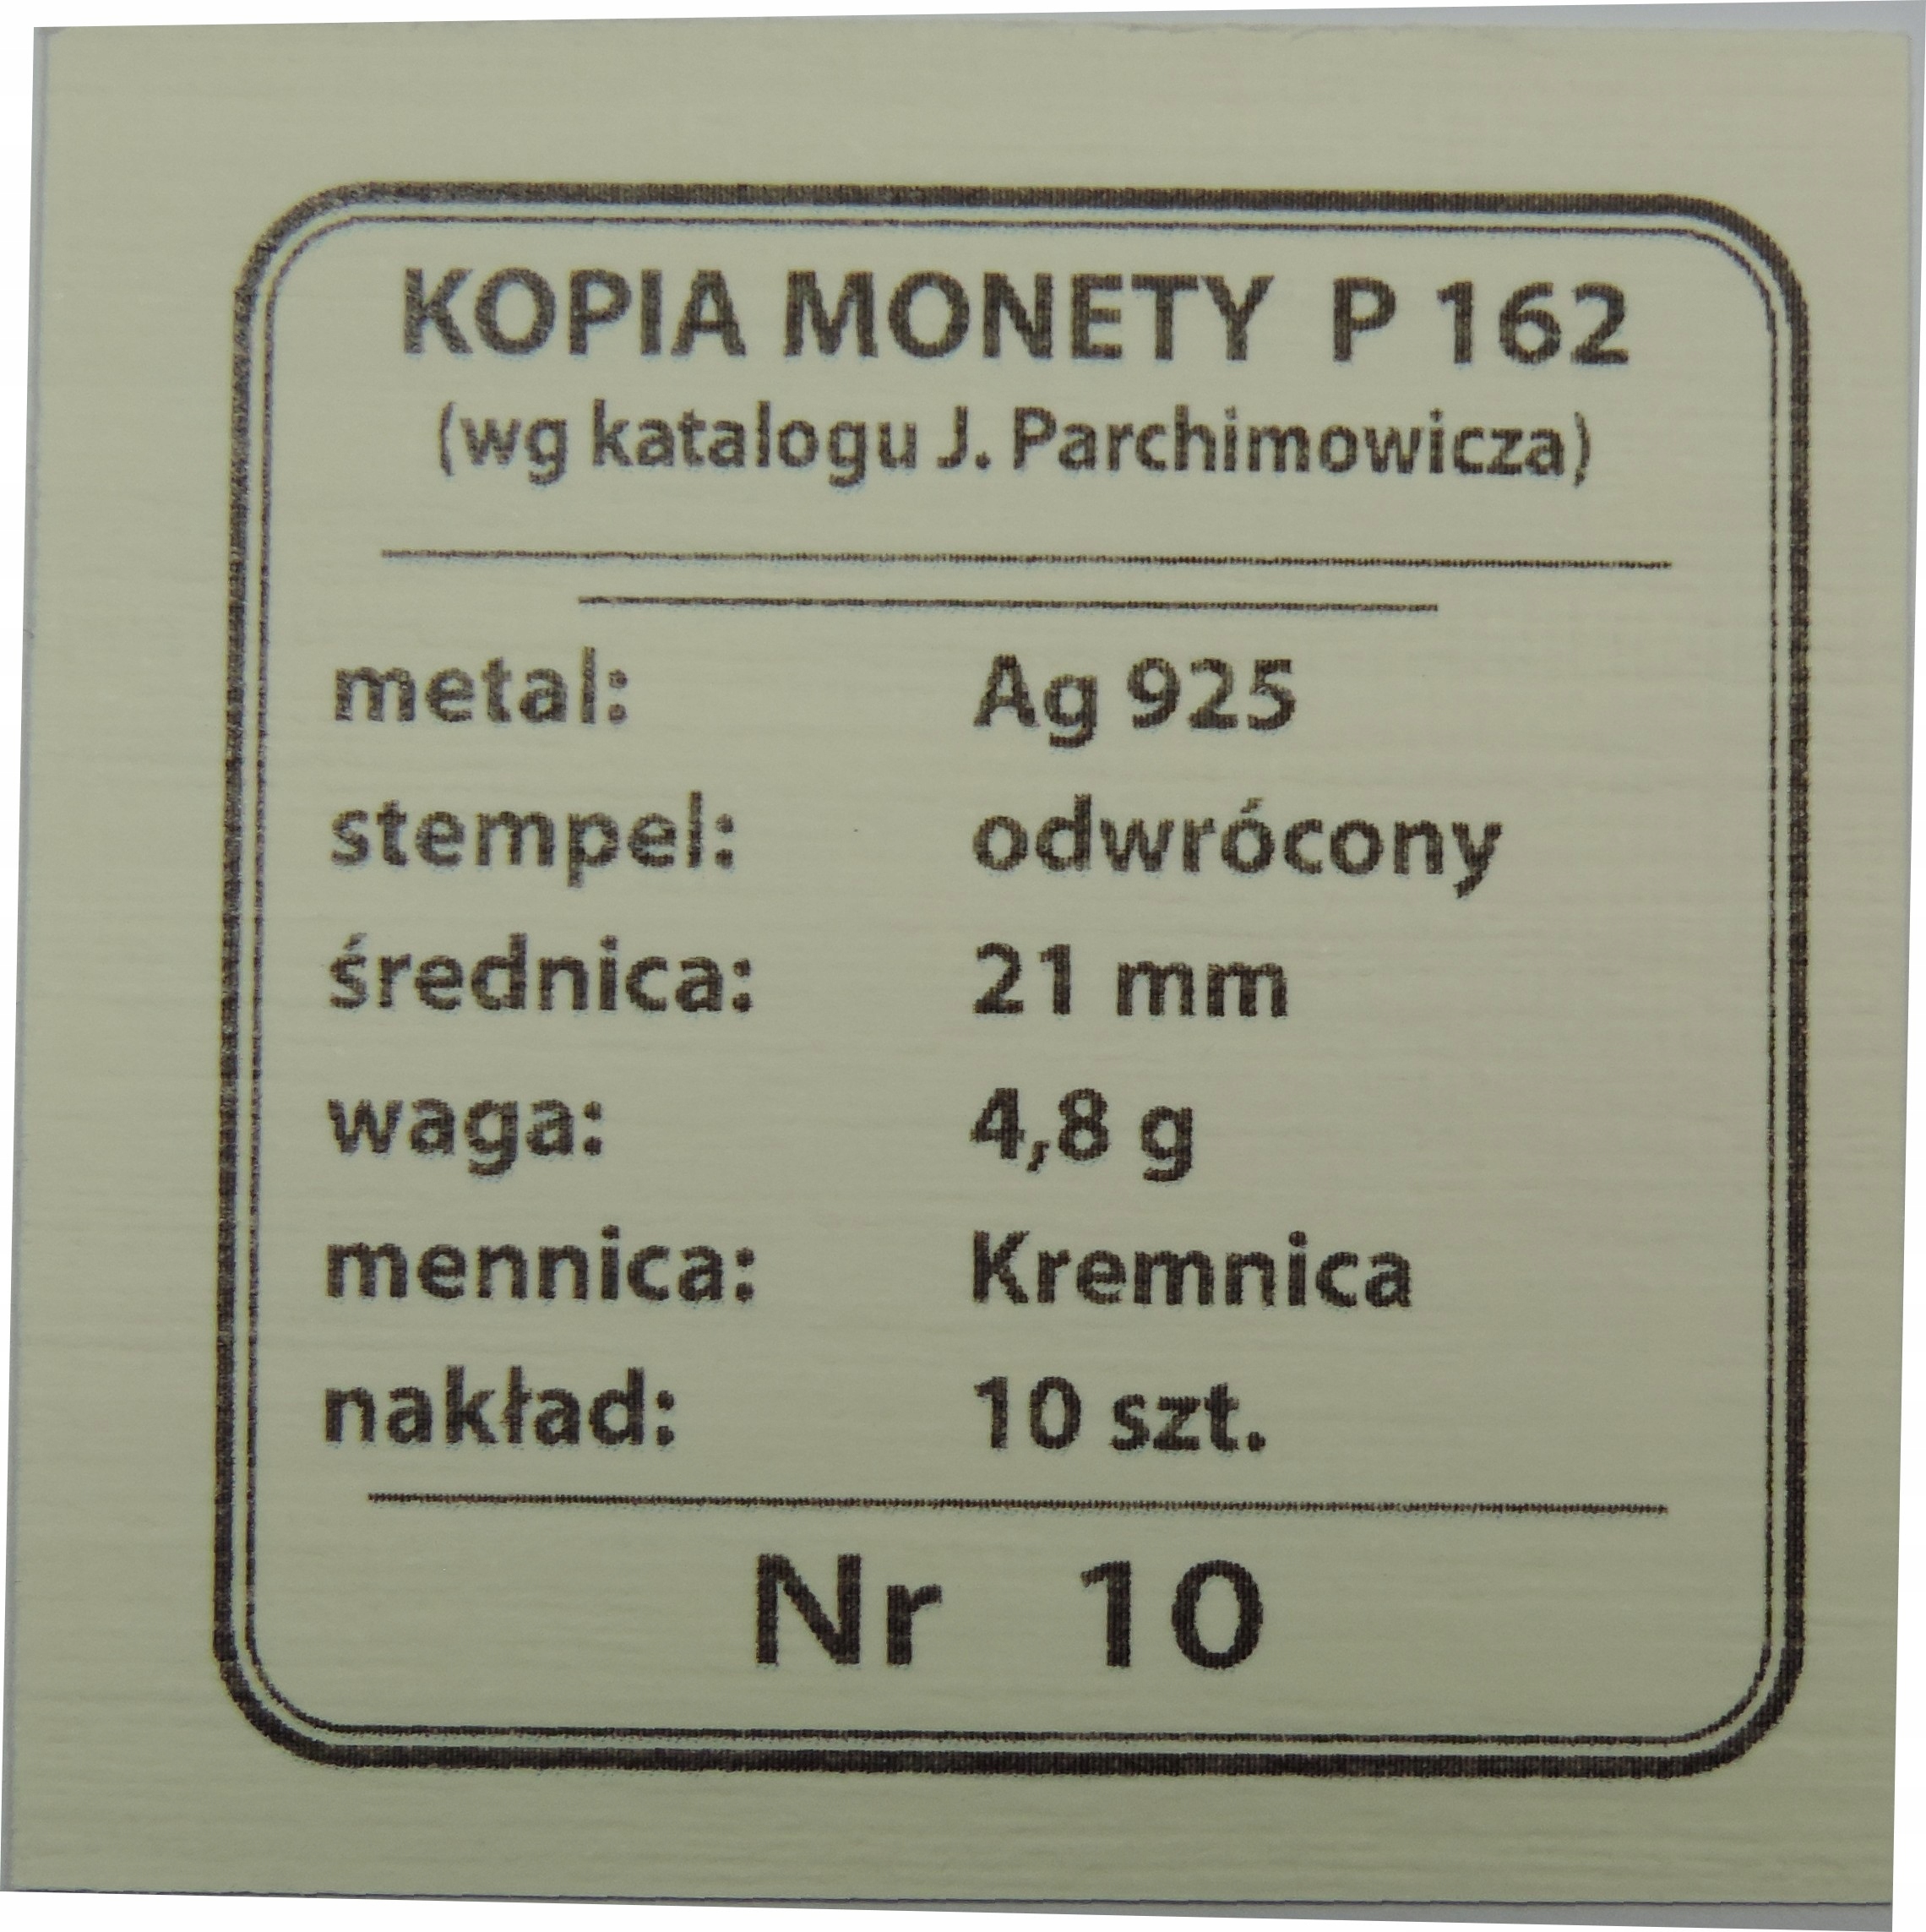 KOPIA MONETY P 162
(wg katalogu J. Parchimowicza)
metal: Ag 925
stempel: odwrócony
średnica: 21 mm
waga: 4,8 g
mennica: Kremnica
nakład: 10 szt.
Nr 10